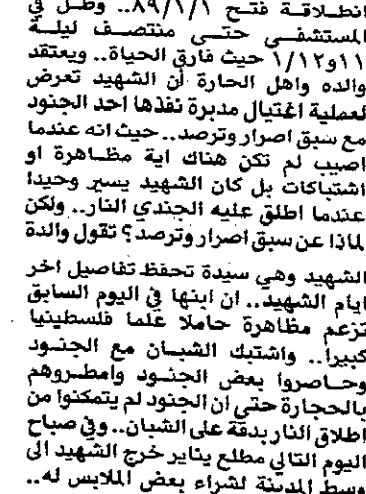 انطلاقة فتح ٨٩/١/١.. وظل في
المستشفى حتى منتصف ليلة
١١و١/١٢ حيث فارق الحياة.. ويعتقد
والده واهل الحارة أن الشهيد تعرض
لعملية اغتيال مدبرة نفذها احد الجنود
مع سبق اصرار وترصد.. حيث انه عندما
اصيب لم تكن هناك اية مظاهرة او
اشتباكات بل كان الشهيد يسير وحيدا
عندما اطلق عليه الجندي النار.. ولكن
لماذا عن سبق اصرار وترصد؟ تقول والدة
الشهيد وهي سيدة تحفظ تفاصيل اخر
ايام الشهيد.. ان ابنها في اليوم السابق
تزعم مظاهرة حاملا علما فلسطينيا
كبيرا.. واشتبك الشبان مع الجنود
وحاصروا بعض الجنود وامطروهم
بالحجارة حتى ان الجنود لم يتمكنوا من
اطلاق النار بدقة على الشبان.. وفي صباح
اليوم التالي مطلع يناير خرج الشهيد الى
وسط المدينة لشراء بعض الملابس له..